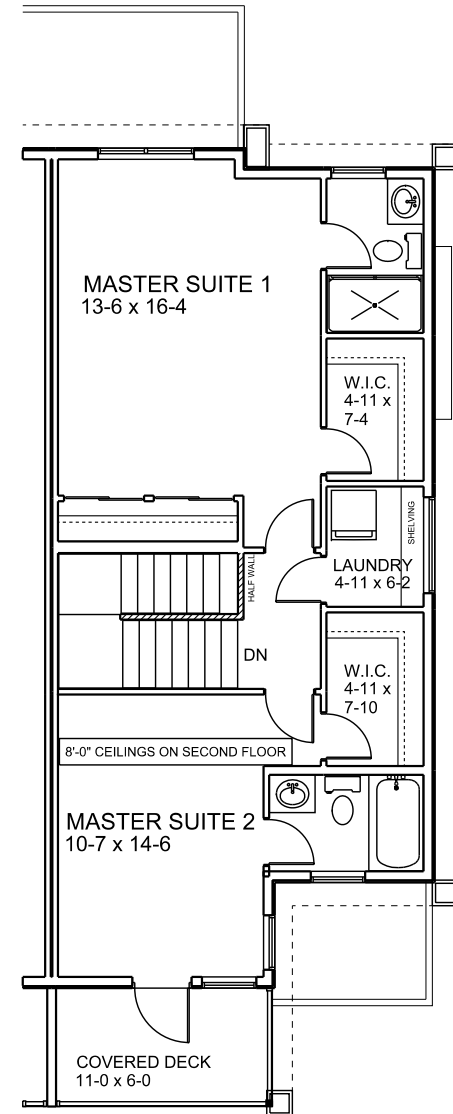 MASTER SUITE 1
13-6 x 16-4
W.I.C.
4-11 x
7-4
SHELVING
LAUNDRY
4-11 x 6-2
HALF WALL
DN
W.I.C.
4-11 x
7-10
8'-0" CEILINGS ON SECOND FLOOR
MASTER SUITE 2
10-7 x 14-6
COVERED DECK
11-0 x 6-0